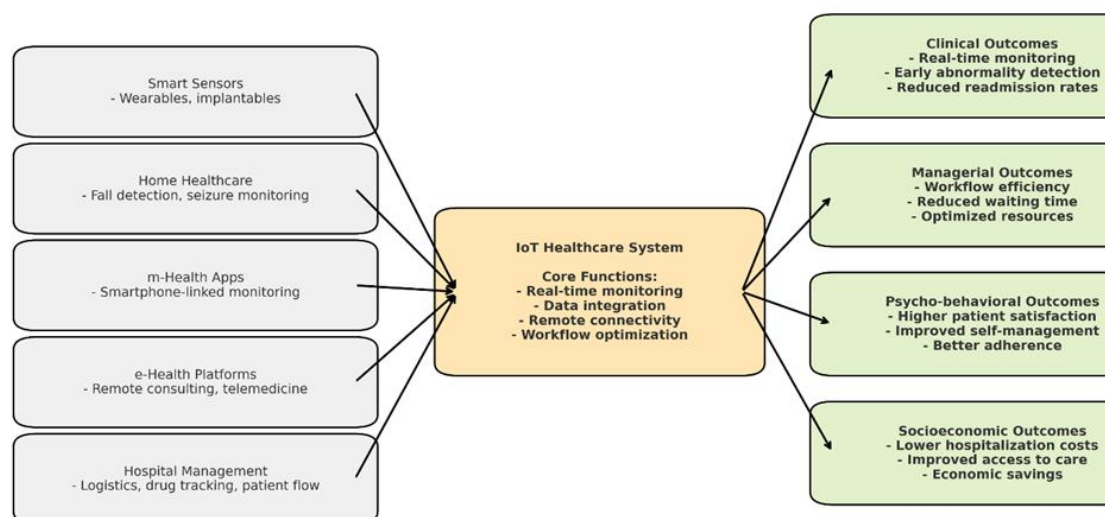 Smart Sensors
- Wearables, implantables
Home Healthcare
- Fall detection, seizure monitoring
m-Health Apps
- Smartphone-linked monitoring
e-Health Platforms
- Remote consulting, telemedicine
Hospital Management
- Logistics, drug tracking, patient flow
IoT Healthcare System
Core Functions:
- Real-time monitoring
- Data integration
- Remote connectivity
- Workflow optimization
Clinical Outcomes
- Real-time monitoring
- Early abnormality detection
- Reduced readmission rates
Managerial Outcomes
- Workflow efficiency
- Reduced waiting time
- Optimized resources
Psycho-behavioral Outcomes
- Higher patient satisfaction
- Improved self-management
- Better adherence
Socioeconomic Outcomes
- Lower hospitalization costs
- Improved access to care
- Economic savings